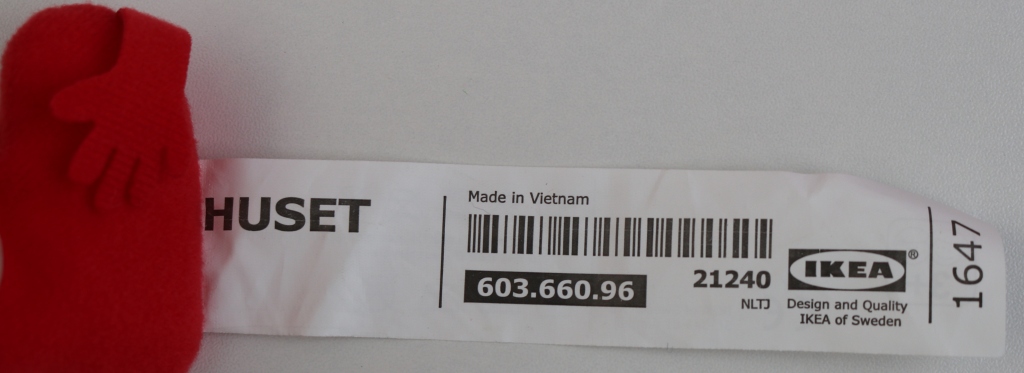 HUSET
Made in Vietnam
603.660.96
21240
NLTJ
IKEA®
Design and Quality
IKEA of Sweden
1647